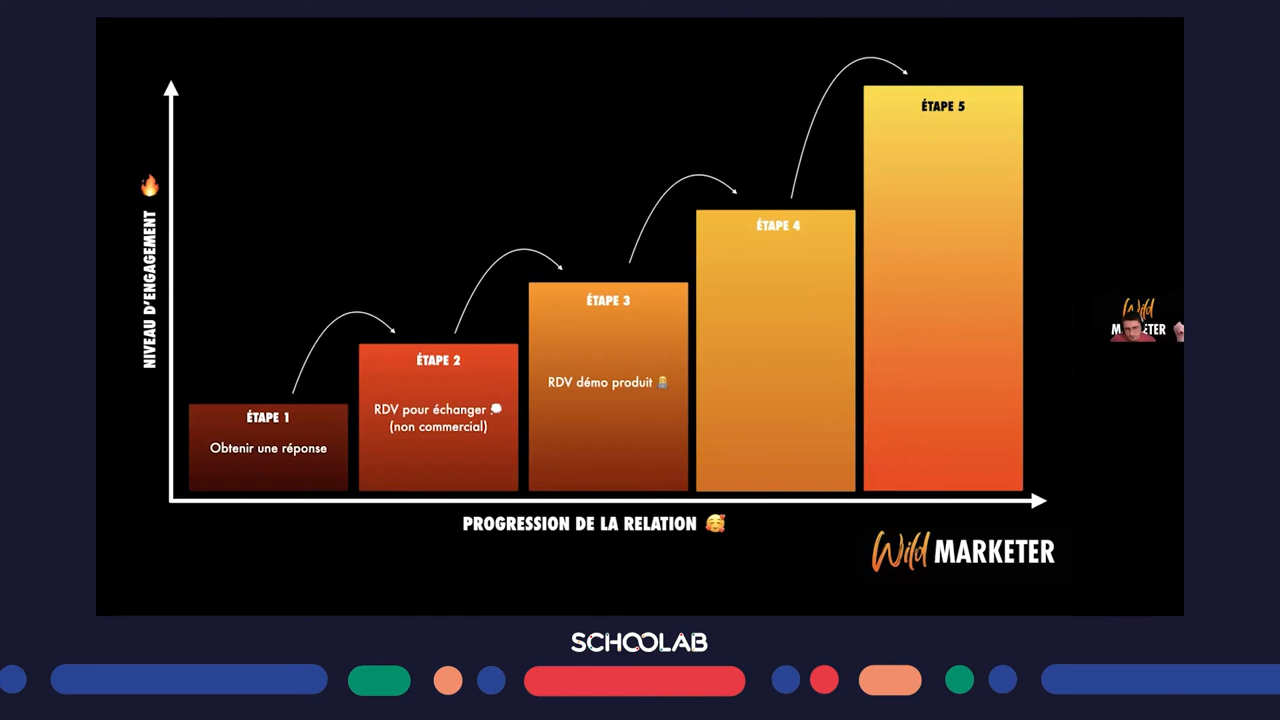 ÉTAPE 5
ÉTAPE 4
ÉTAPE 3
RDV démo produit
ÉTAPE 2
RDV pour échanger
(non commercial)
ÉTAPE 1
Obtenir une réponse
NIVEAU D'ENGAGEMENT
PROGRESSION DE LA RELATION
Wild MARKETER
Wild
SCHOOLAB